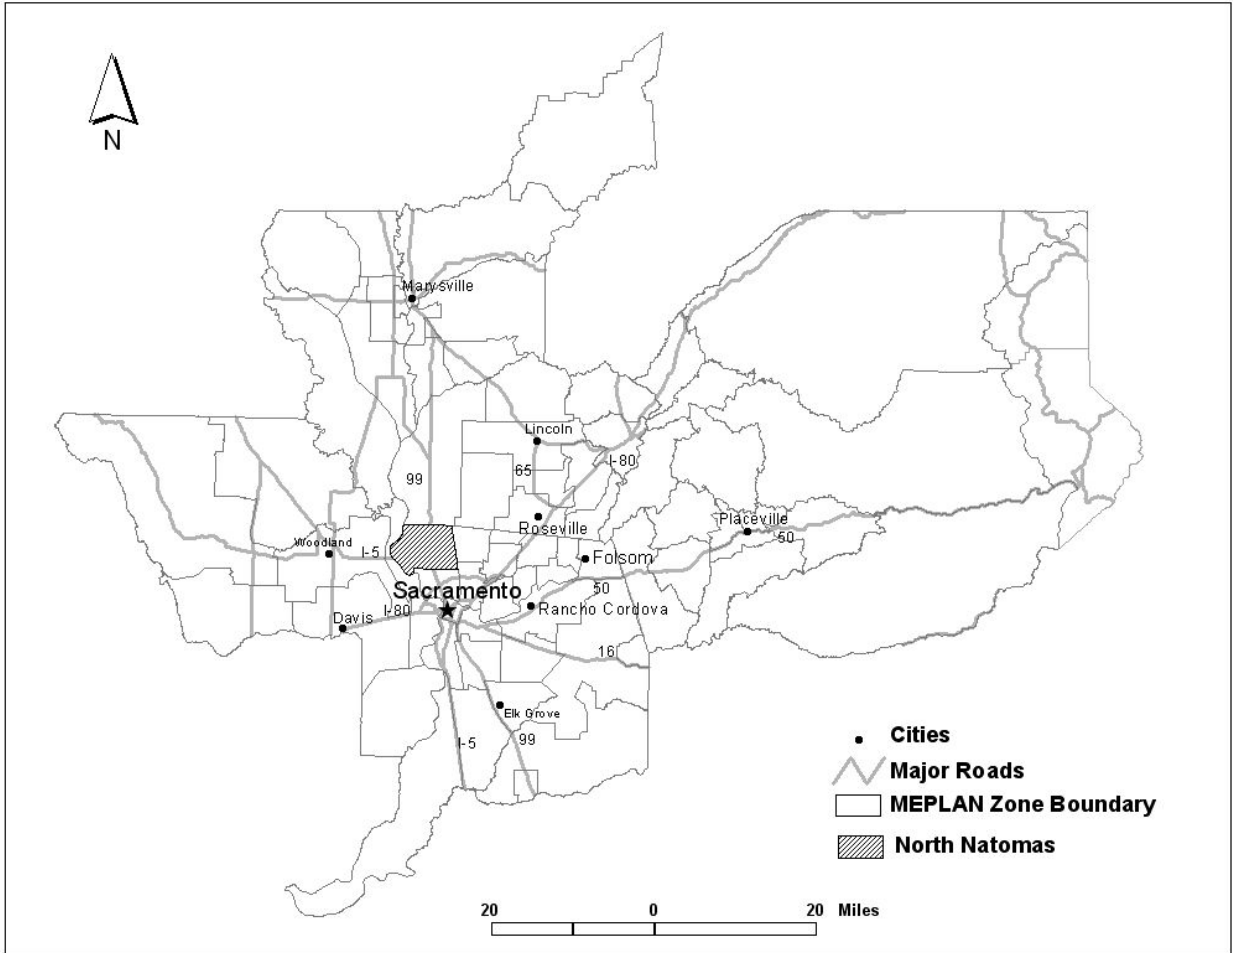 N
Marysville
Lincoln
65
I-80
99
Roseville
Placeville
50
Woodland
I-5
Folsom
Sacramento
50
I-80
Rancho Cordova
Davis
16
Elk Grove
I-5
99
Cities
Major Roads
MEPLAN Zone Boundary
North Natomas
20 0 20 Miles